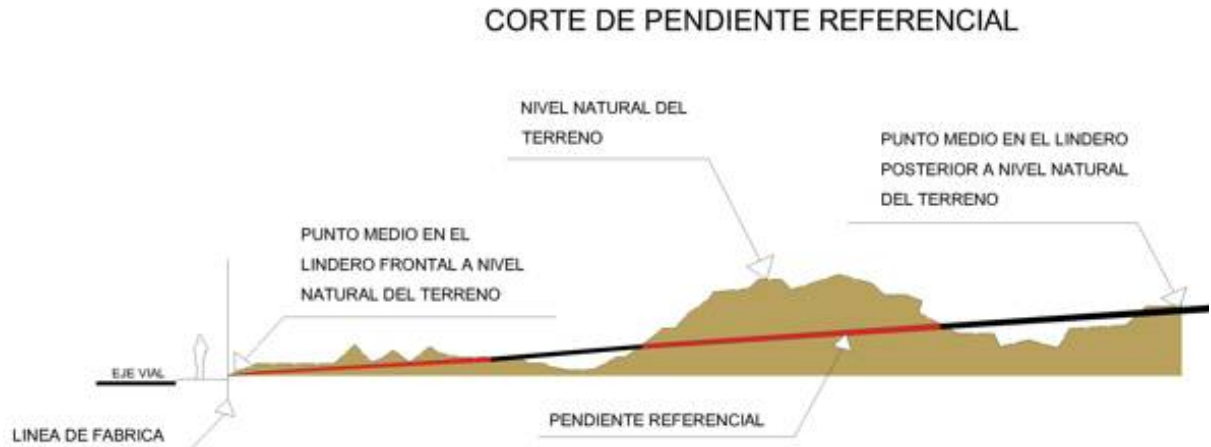 CORTE DE PENDIENTE REFERENCIAL
NIVEL NATURAL DEL
TERRENO
PUNTO MEDIO EN EL LINDERO
POSTERIOR A NIVEL NATURAL
DEL TERRENO
PUNTO MEDIO EN EL
LINDERO FRONTAL A NIVEL
NATURAL DEL TERRENO
EJE VIAL
PENDIENTE REFERENCIAL
LINEA DE FABRICA